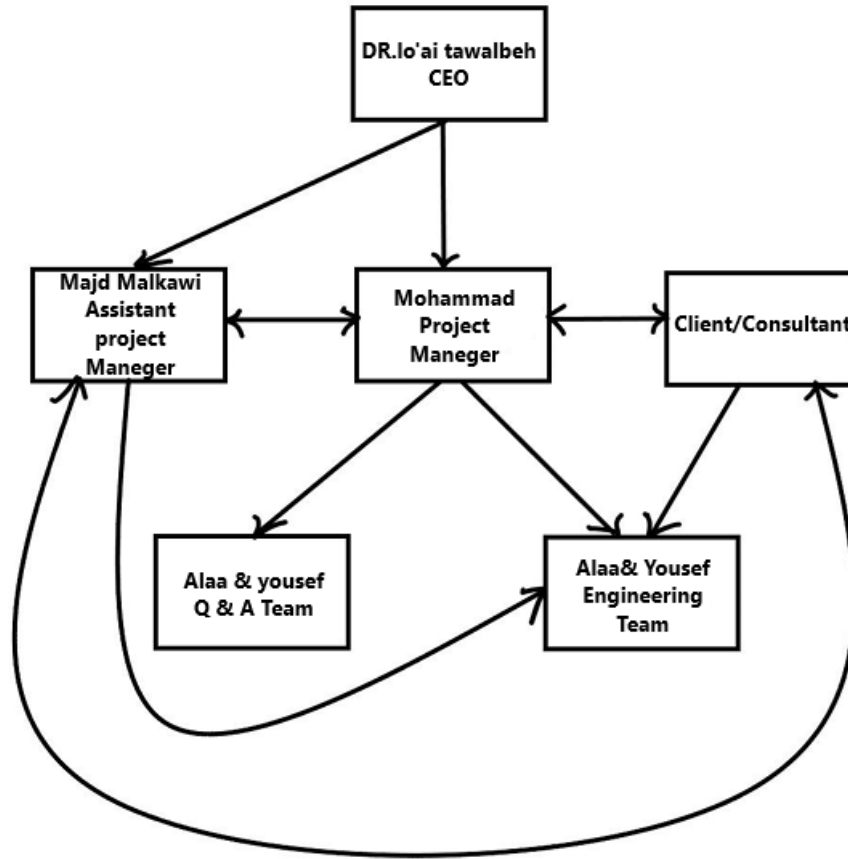 DR.lo'ai tawalbeh
CEO
Majd Malkawi
Assistant
project
Maneger
Mohammad
Project
Maneger
Client/Consultant
Alaa & yousef
Q & A Team
Alaa& Yousef
Engineering
Team